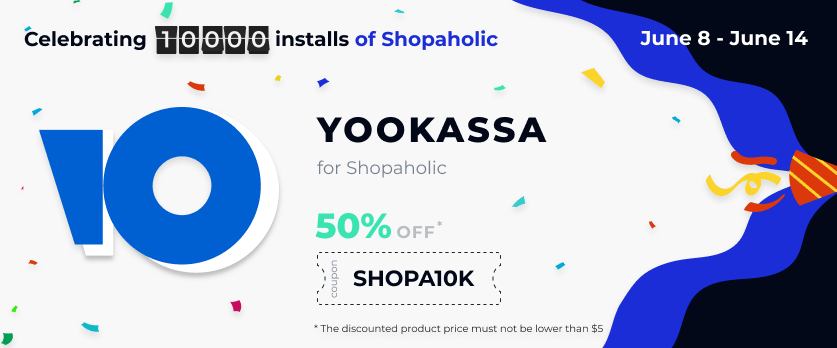 Celebrating 10000 installs of Shopaholic
June 8 - June 14
YOOKASSA
for Shopaholic
50% OFF*
coupon
SHOPA10K
* The discounted product price must not be lower than $5